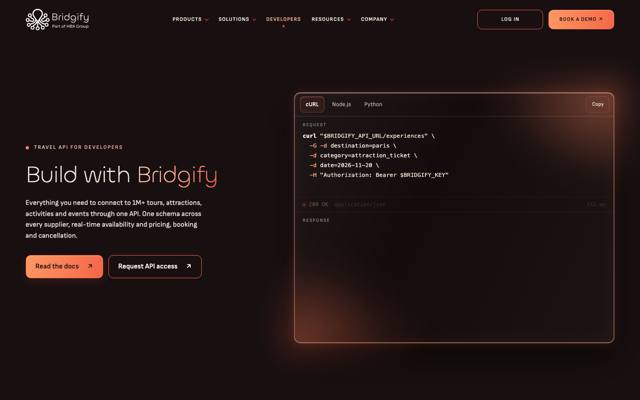 Bridgify
Part of HBX Group
PRODUCTS
SOLUTIONS
DEVELOPERS
RESOURCES
COMPANY
LOG IN
BOOK A DEMO ↗
TRAVEL API FOR DEVELOPERS
Build with Bridgify
Everything you need to connect to 1M+ tours, attractions,
activities and events through one API. One schema across
every supplier, real-time availability and pricing, booking
and cancellation.
Read the docs ↗
Request API access ↗
cURL
Node.js
Python
Copy
REQUEST
curl "$BRIDGIFY_API_URL/experiences" \
-G -d destination=paris \
-d category=attraction_ticket \
-d date=2026-11-20 \
-H "Authorization: Bearer $BRIDGIFY_KEY"
200 OK application/json
RESPONSE